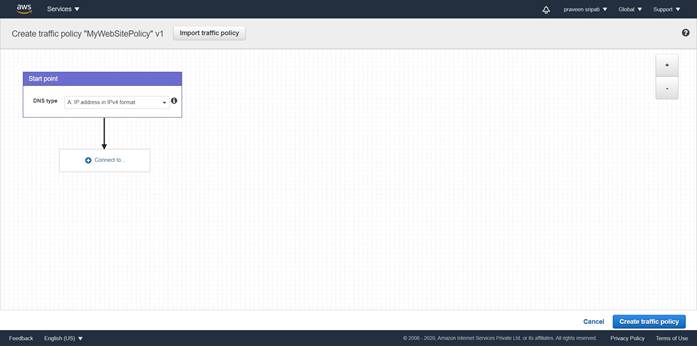 aws Services praveen sripati Global Support
Create traffic policy "MyWebSitePolicy" v1 Import traffic policy ?
Start point
DNS type A: IP address in IPv4 format i
+
-
Connect to...
Cancel Create traffic policy
Feedback English (US) © 2008 - 2020, Amazon Internet Services Private Ltd. or its affiliates. All rights reserved. Privacy Policy Terms of Use